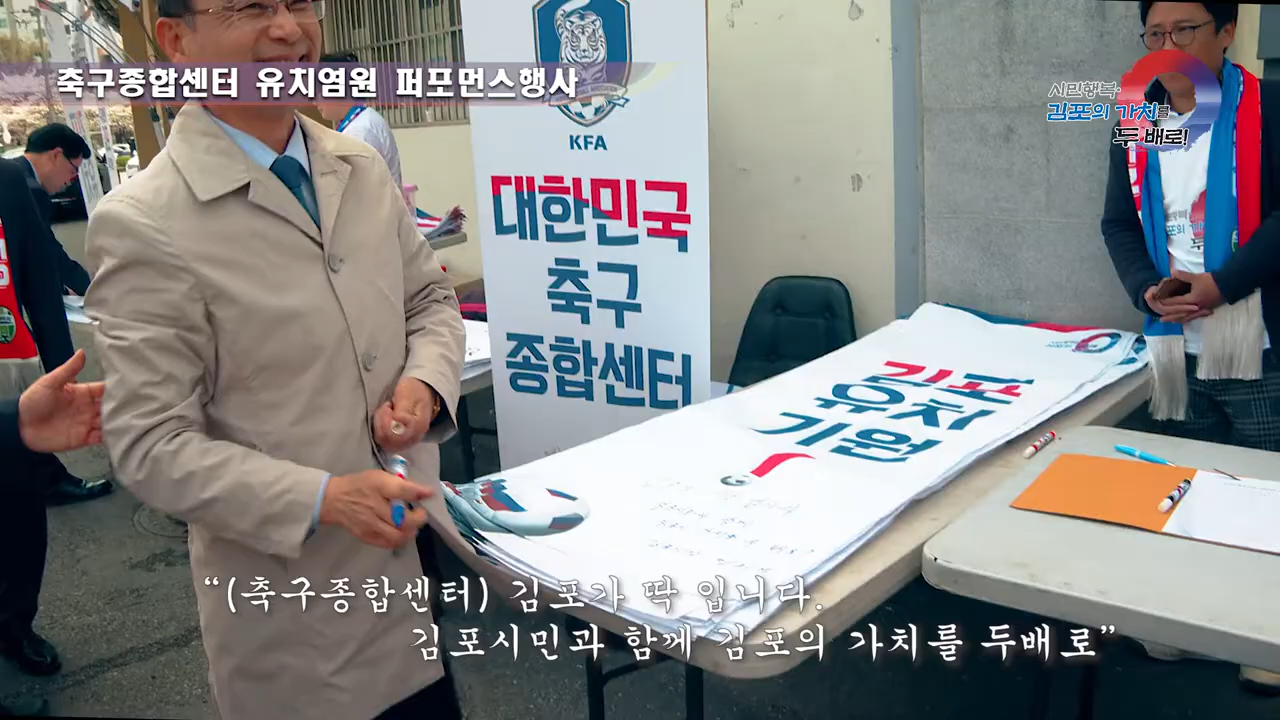 축구종합센터 유치염원 퍼포먼스행사
시민행복·
김포의 가치를
두 배로!
KFA
대한민국
축구
종합센터
김포
유치
기원
“(축구종합센터) 김포가 딱 입니다.
김포시민과 함께 김포의 가치를 두배로”